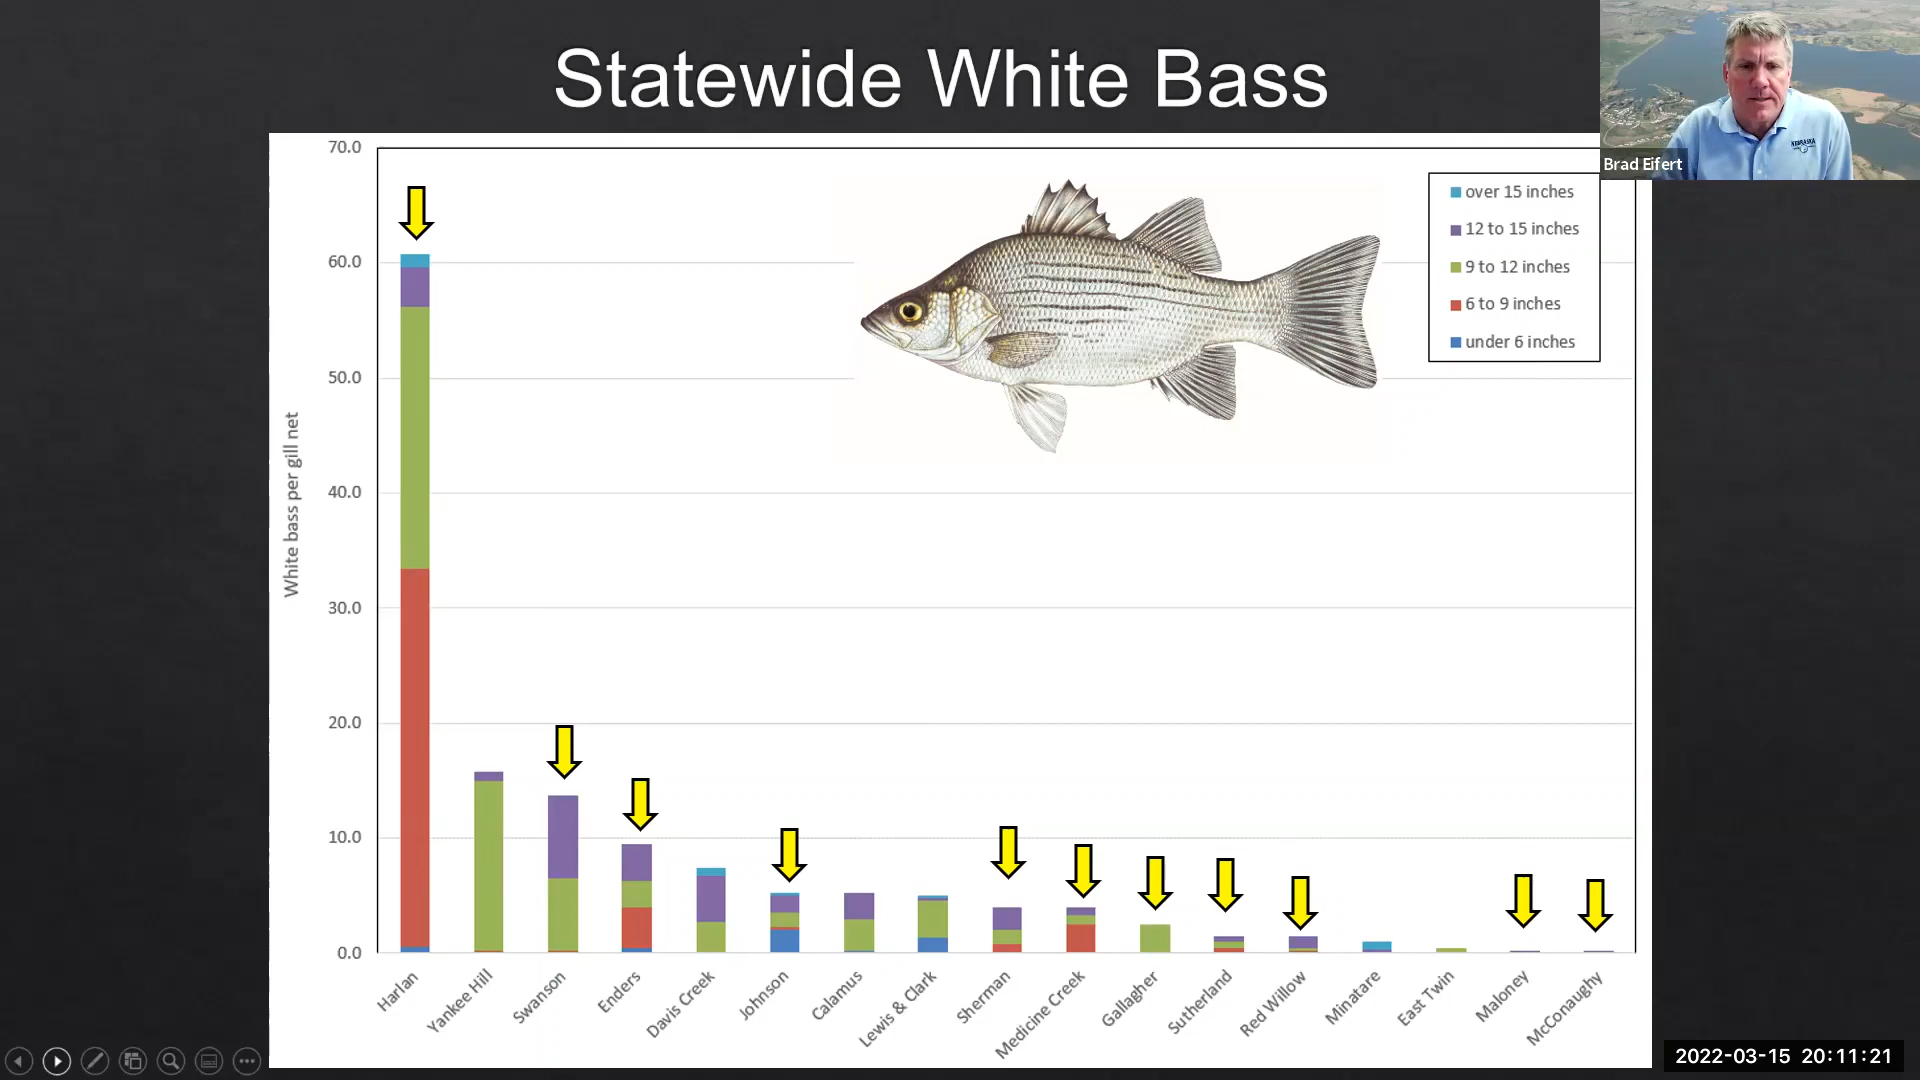 Statewide White Bass
Brad Eifert
NEBRASKA
70.0
60.0
50.0
40.0
30.0
20.0
10.0
0.0
White bass per gill net
over 15 inches
12 to 15 inches
9 to 12 inches
6 to 9 inches
under 6 inches
Harlan
Yankee Hill
Swanson
Enders
Davis Creek
Johnson
Calamus
Lewis & Clark
Sherman
Medicine Creek
Gallagher
Sutherland
Red Willow
Minatare
East Twin
Maloney
McConaughy
2022-03-15 20:11:21